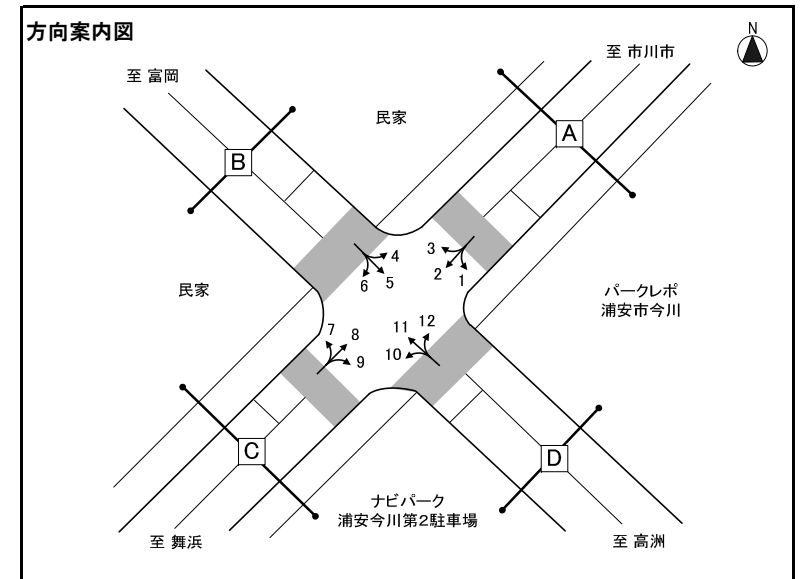 方向案内図
N
至 市川市
至 富岡
民家
A
B
3
4
2
1
6
5
民家
パークレポ
浦安市今川
7
8
11
12
9
10
C
D
ナビパーク
浦安今川第2駐車場
至 舞浜
至 高洲